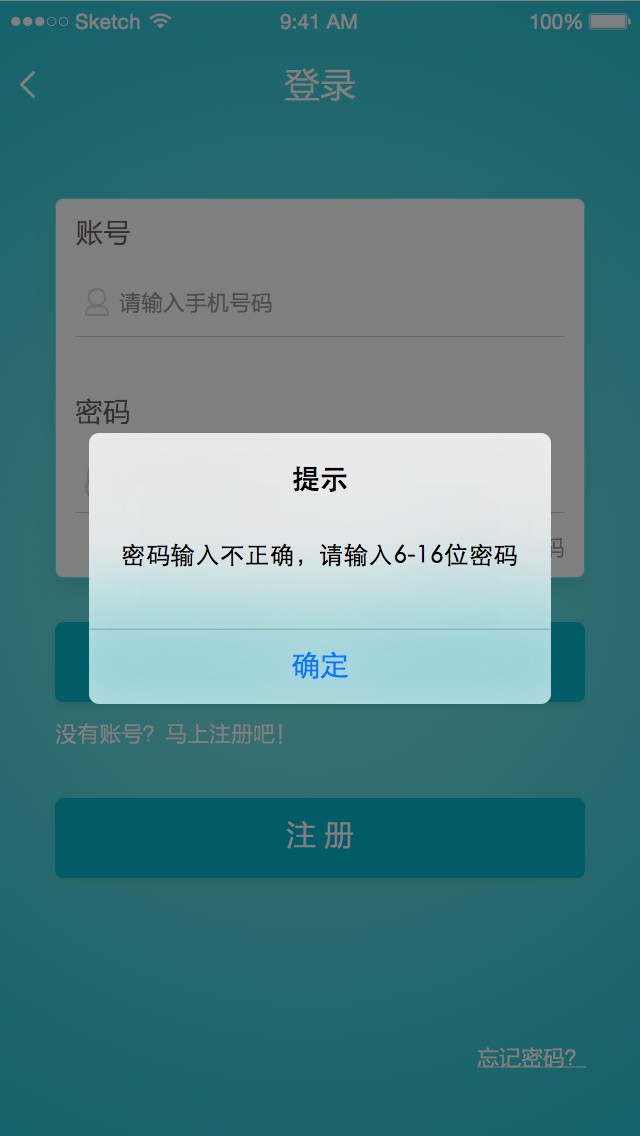 Sketch 9:41 AM 100%
登录
账号
请输入手机号码
密码
提示
密码输入不正确，请输入6-16位密码
码
确定
没有账号？马上注册吧！
注 册
忘记密码？